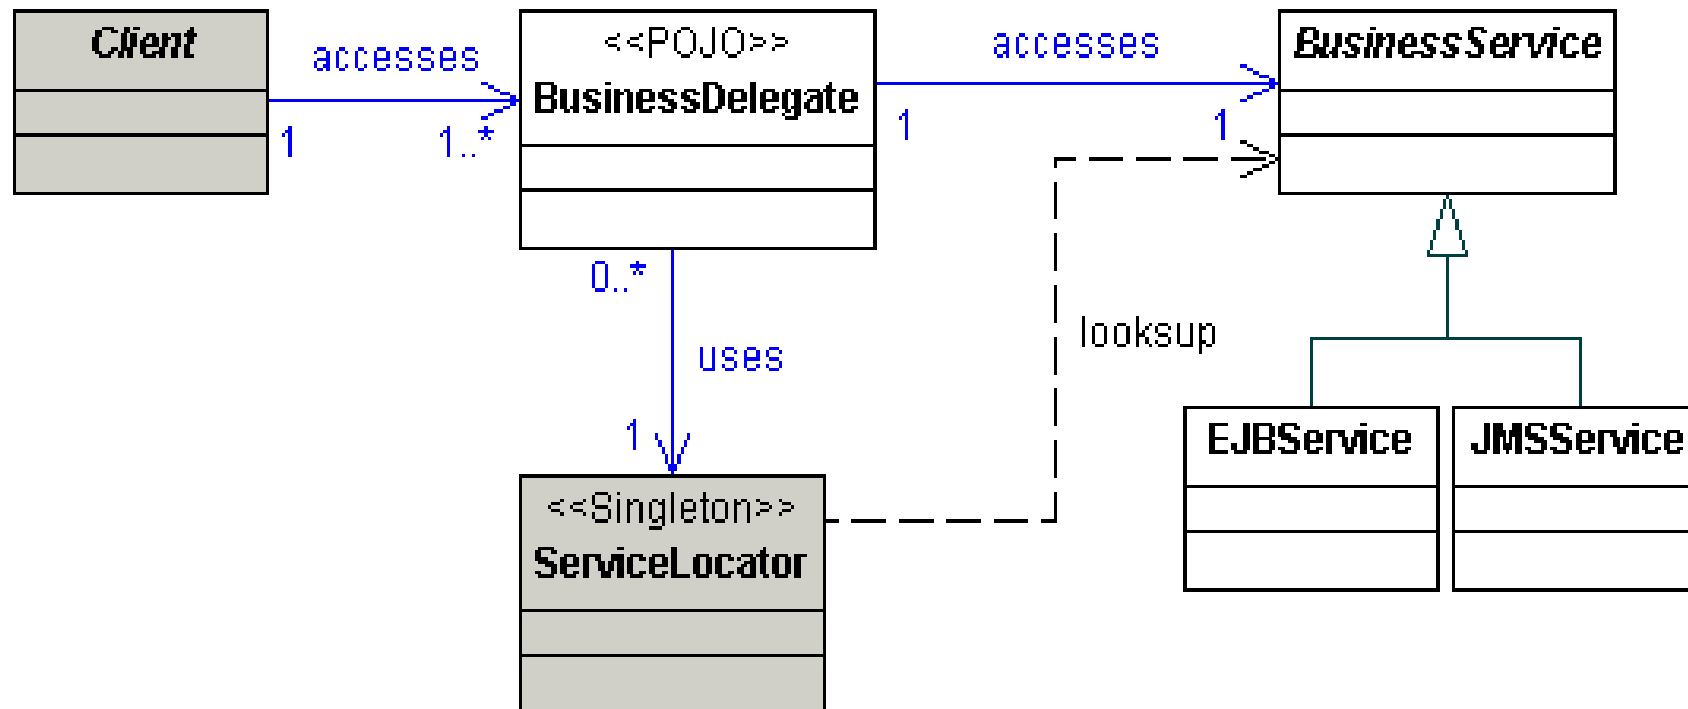 Client
accesses
1
1..*
<<POJO>>
BusinessDelegate
accesses
1
1
BusinessService
0..*
uses
1
looksup
<<Singleton>>
ServiceLocator
EJBService
JMSService